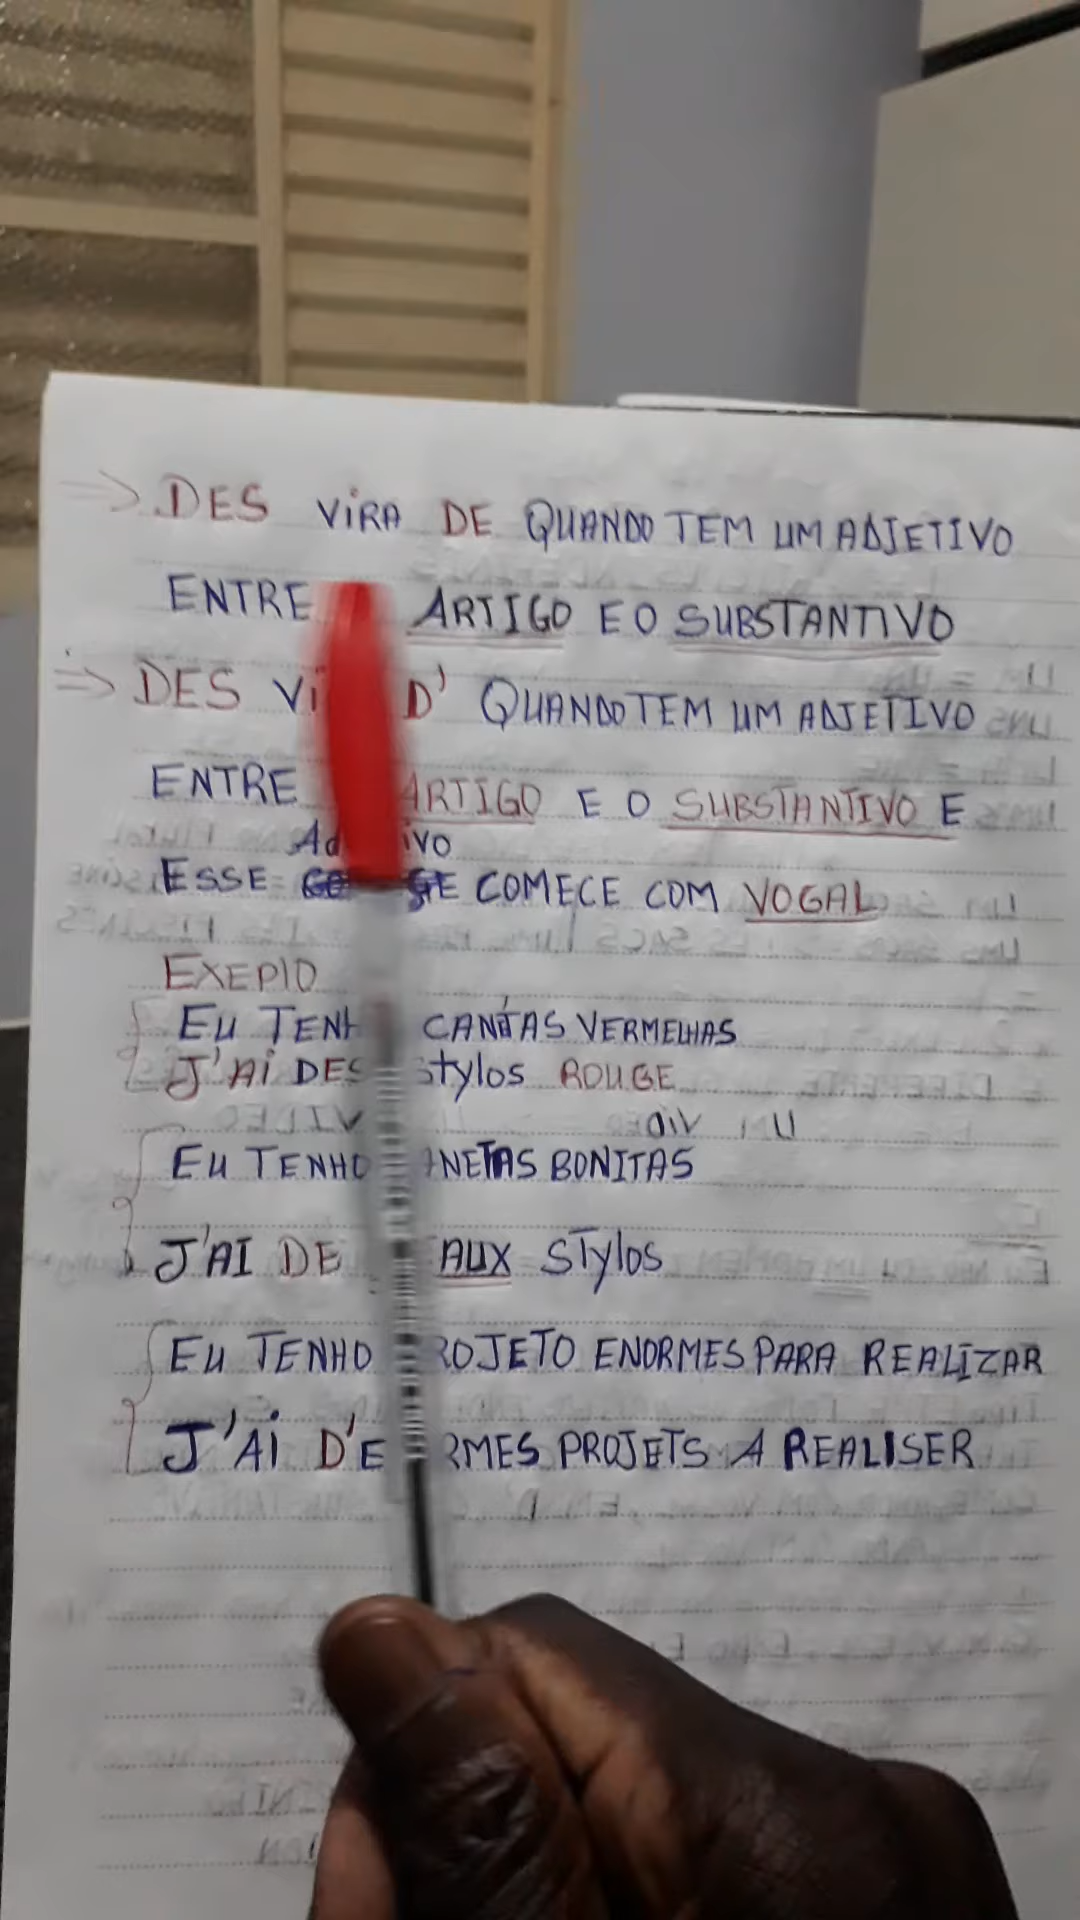 ⇒ DES ViRA DE QUANDO TEM UM ADJETIVO
ENTRE ARTIGO E O SUBSTANTIVO
⇒ DES Vi D' QUANDO TEM UM ADJETIVO
ENTRE ARTIGO E O SUBSTANTIVO E
Ad ivo
ESSE COMECE COM VOGAL
EXEPIO
EU TENH CANETAS VERMELHAS
J'Ai DES Stylos ROUGE
EU TENHO ANETAS BONITAS
J'AI DE AUX STylos
EU TENHO ROJETO ENORMES PARA REALIZAR
J'Ai D'E RMES PROJETS A REALISER